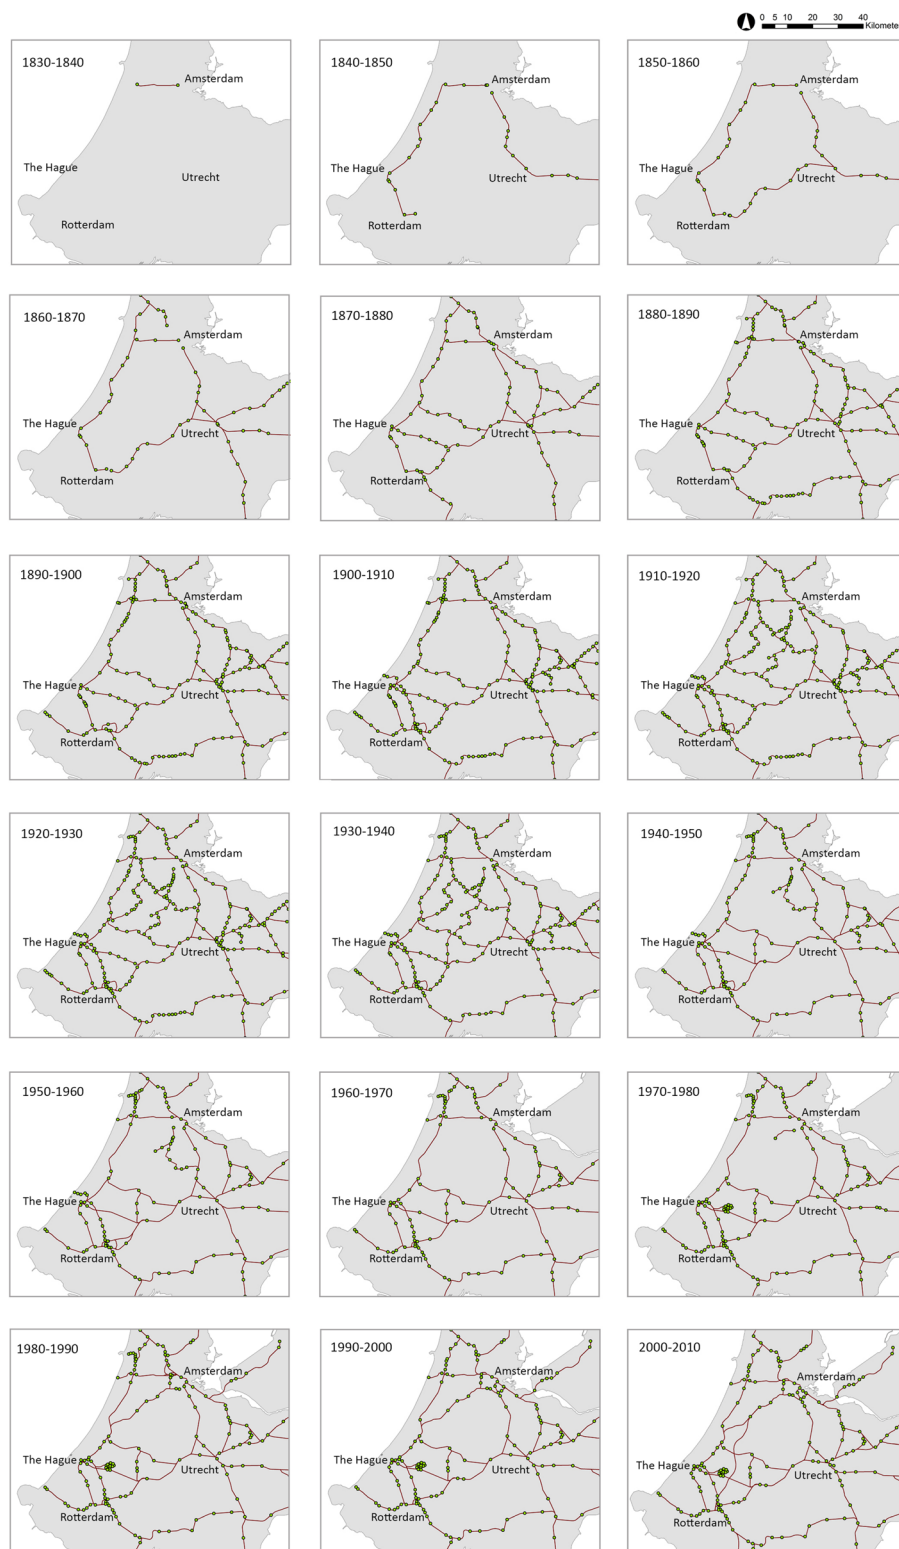 0 5 10 20 30 40
Kilomete
1830-1840
Amsterdam
The Hague
Utrecht
Rotterdam
1840-1850
Amsterdam
The Hague
Utrecht
Rotterdam
1850-1860
Amsterdam
The Hague
Utrecht
Rotterdam
1860-1870
Amsterdam
The Hague
Utrecht
Rotterdam
1870-1880
Amsterdam
The Hague
Utrecht
Rotterdam
1880-1890
Amsterdam
The Hague
Utrecht
Rotterdam
1890-1900
Amsterdam
The Hague
Utrecht
Rotterdam
1900-1910
Amsterdam
The Hague
Utrecht
Rotterdam
1910-1920
Amsterdam
The Hague
Utrecht
Rotterdam
1920-1930
Amsterdam
The Hague
Utrecht
Rotterdam
1930-1940
Amsterdam
The Hague
Utrecht
Rotterdam
1940-1950
Amsterdam
The Hague
Utrecht
Rotterdam
1950-1960
Amsterdam
The Hague
Utrecht
Rotterdam
1960-1970
Amsterdam
The Hague
Utrecht
Rotterdam
1970-1980
Amsterdam
The Hague
Utrecht
Rotterdam
1980-1990
Amsterdam
The Hague
Utrecht
Rotterdam
1990-2000
Amsterdam
The Hague
Utrecht
Rotterdam
2000-2010
Amsterdam
The Hague
Utrecht
Rotterdam